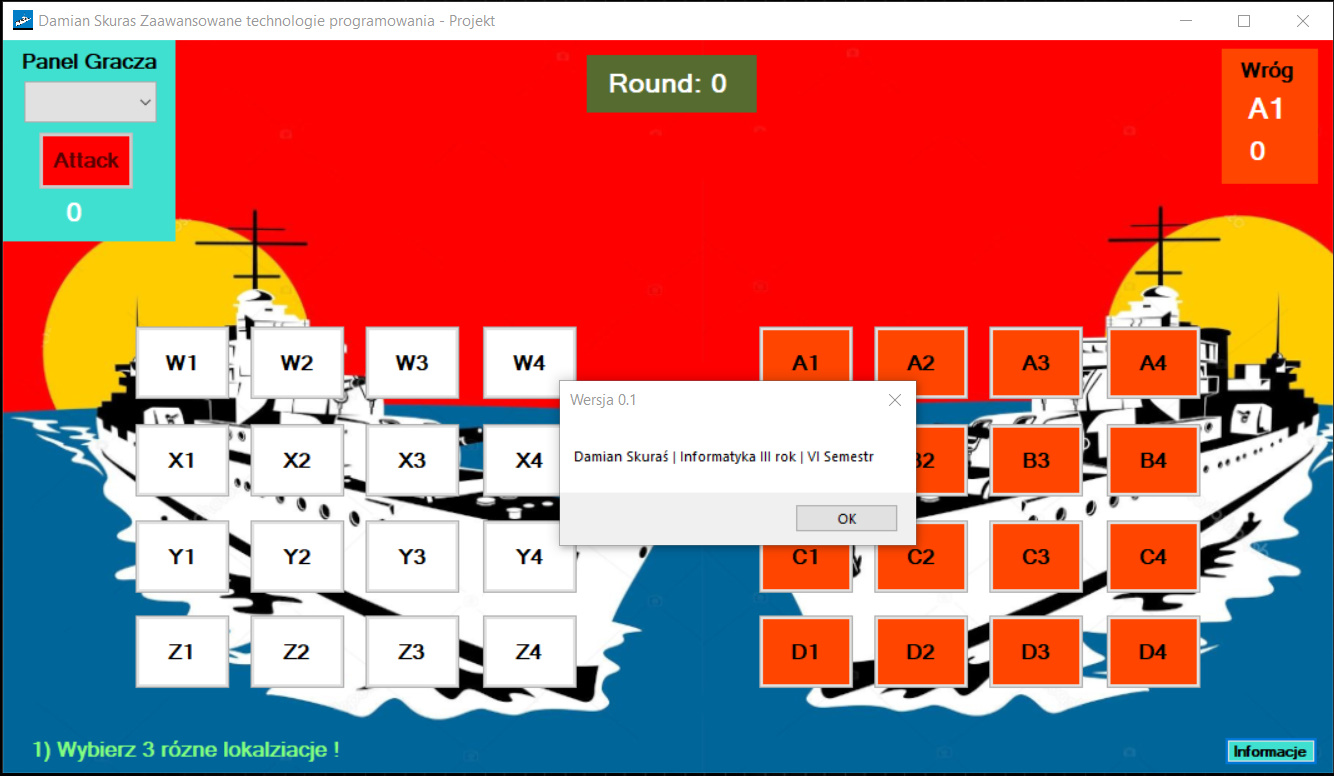 Damian Skuras Zaawansowane technologie programowania - Projekt
Panel Gracza
Attack
0
Round: 0
Wróg
A1
0
W1 W2 W3 W4 A1 A2 A3 A4
Wersja 0.1
Damian Skuraś | Informatyka III rok | VI Semestr
OK
X1 X2 X3 X4 B2 B3 B4
Y1 Y2 Y3 Y4 C1 C2 C3 C4
Z1 Z2 Z3 Z4 D1 D2 D3 D4
1) Wybierz 3 rózne lokalziacje !
Informacje